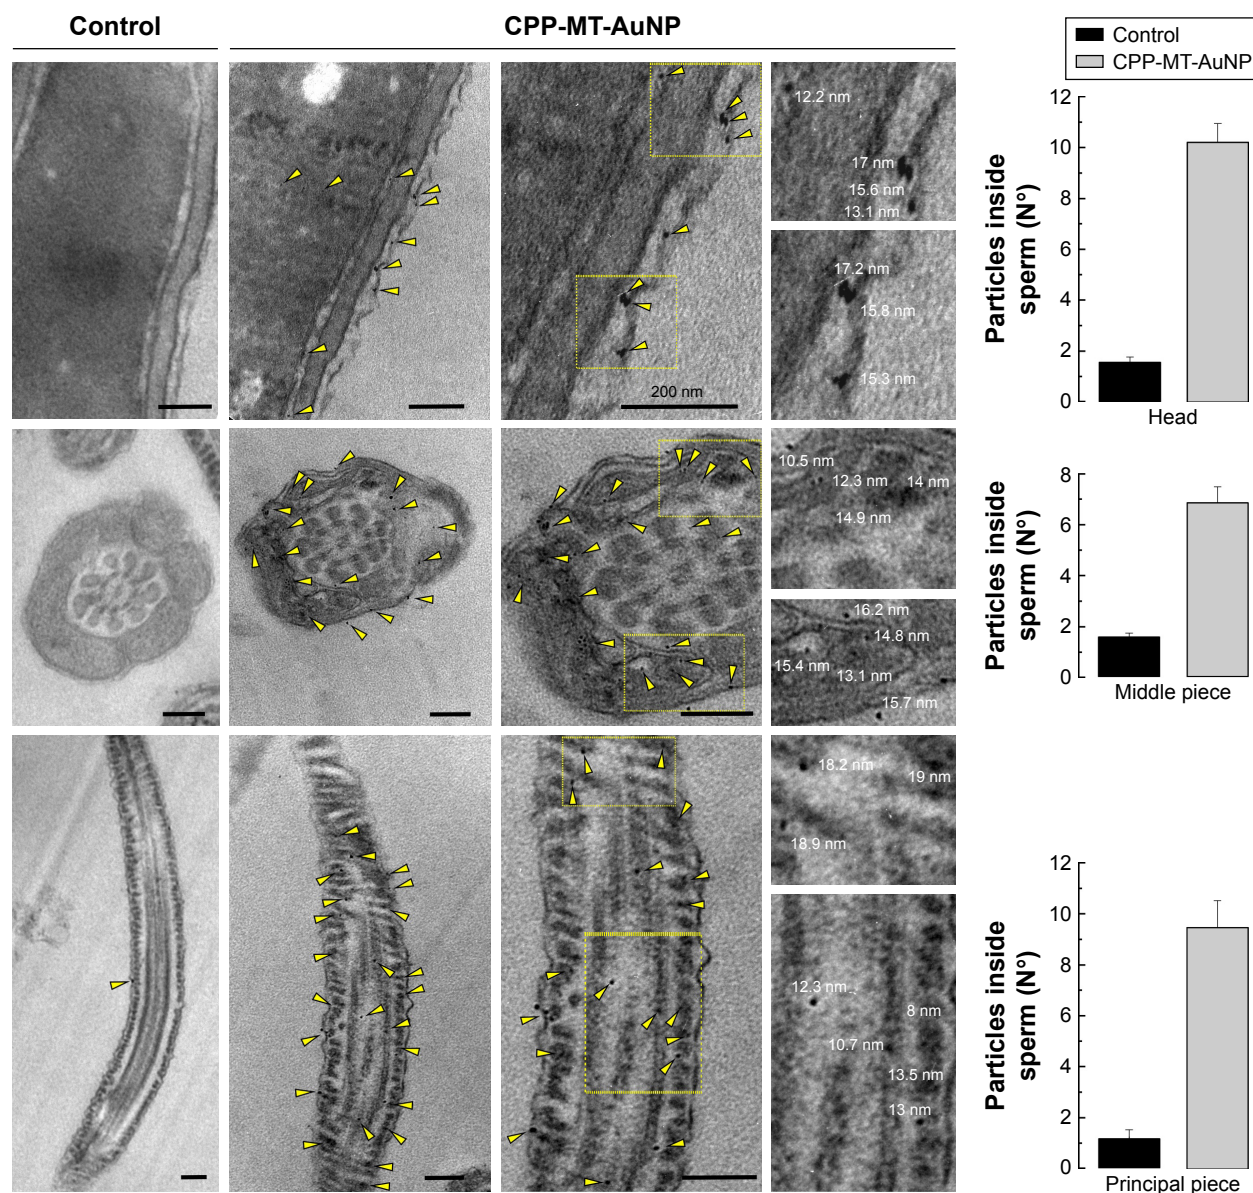 Control
CPP-MT-AuNP
Control
CPP-MT-AuNP
12.2 nm
17 nm
15.6 nm
13.1 nm
17.2 nm
15.8 nm
15.3 nm
200 nm
Particles inside
sperm (N°)
12
10
8
6
4
2
0
Head
10.5 nm
12.3 nm
14 nm
14.9 nm
16.2 nm
14.8 nm
15.4 nm
13.1 nm
15.7 nm
Particles inside
sperm (N°)
8
6
4
2
0
Middle piece
18.2 nm
19 nm
18.9 nm
12.3 nm
8 nm
10.7 nm
13.5 nm
13 nm
Particles inside
sperm (N°)
12
10
8
6
4
2
0
Principal piece